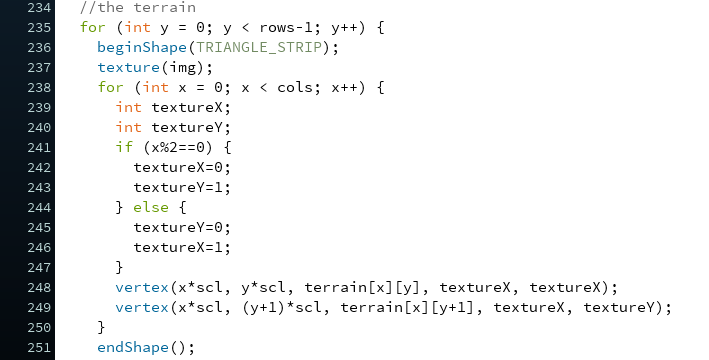 234 //the terrain
235 for (int y = 0; y < rows-1; y++) {
236 beginShape(TRIANGLE_STRIP);
237 texture(img);
238 for (int x = 0; x < cols; x++) {
239 int textureX;
240 int textureY;
241 if (x%2==0) {
242 textureX=0;
243 textureY=1;
244 } else {
245 textureY=0;
246 textureX=1;
247 }
248 vertex(x*scl, y*scl, terrain[x][y], textureX, textureX);
249 vertex(x*scl, (y+1)*scl, terrain[x][y+1], textureX, textureY);
250 }
251 endShape();